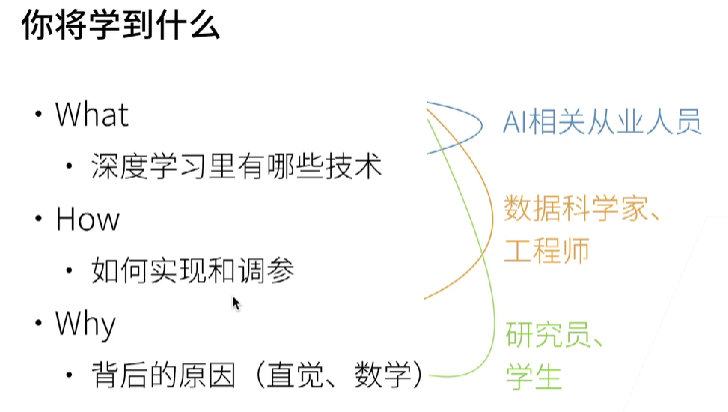 你将学到什么
• What
• 深度学习里有哪些技术
• How
• 如何实现和调参
• Why
• 背后的原因（直觉、数学）
AI相关从业人员
数据科学家、
工程师
研究员、
学生